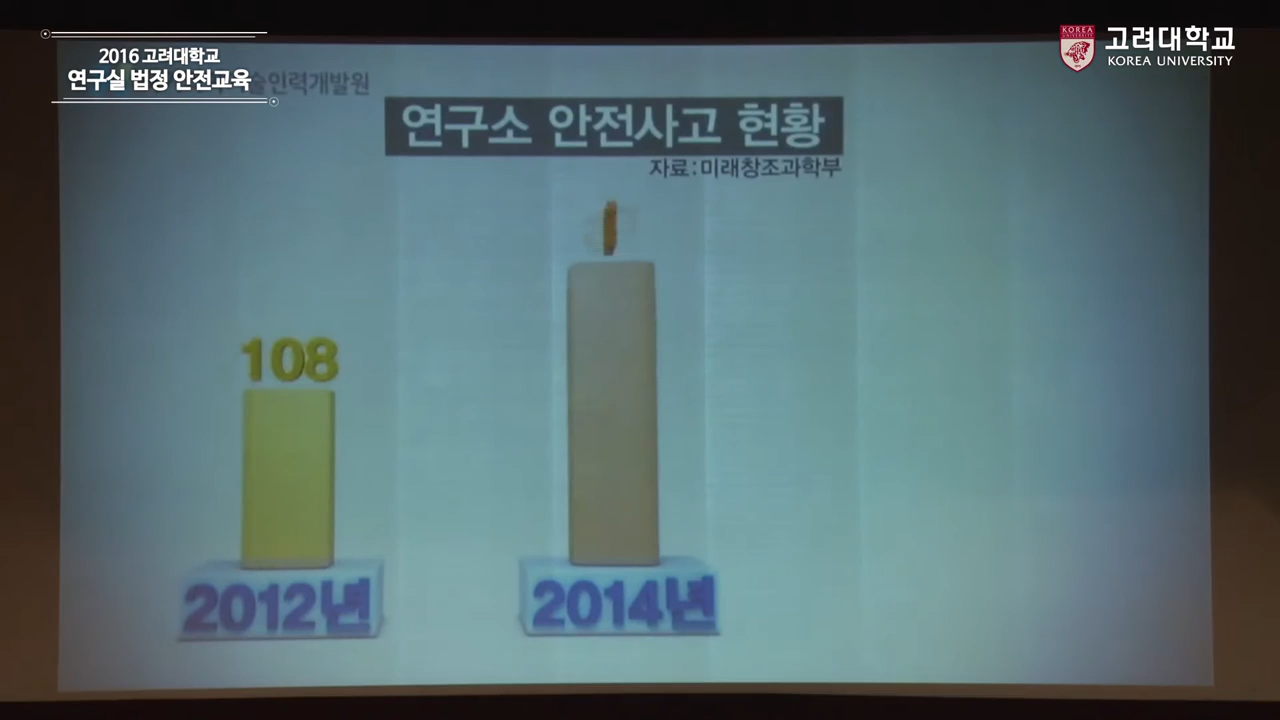 2016 고려대학교
연구실 법정 안전교육
인력개발원
고려대학교
KOREA UNIVERSITY
KOREA
연구소 안전사고 현황
자료:미래창조과학부
108
2012년
2014년